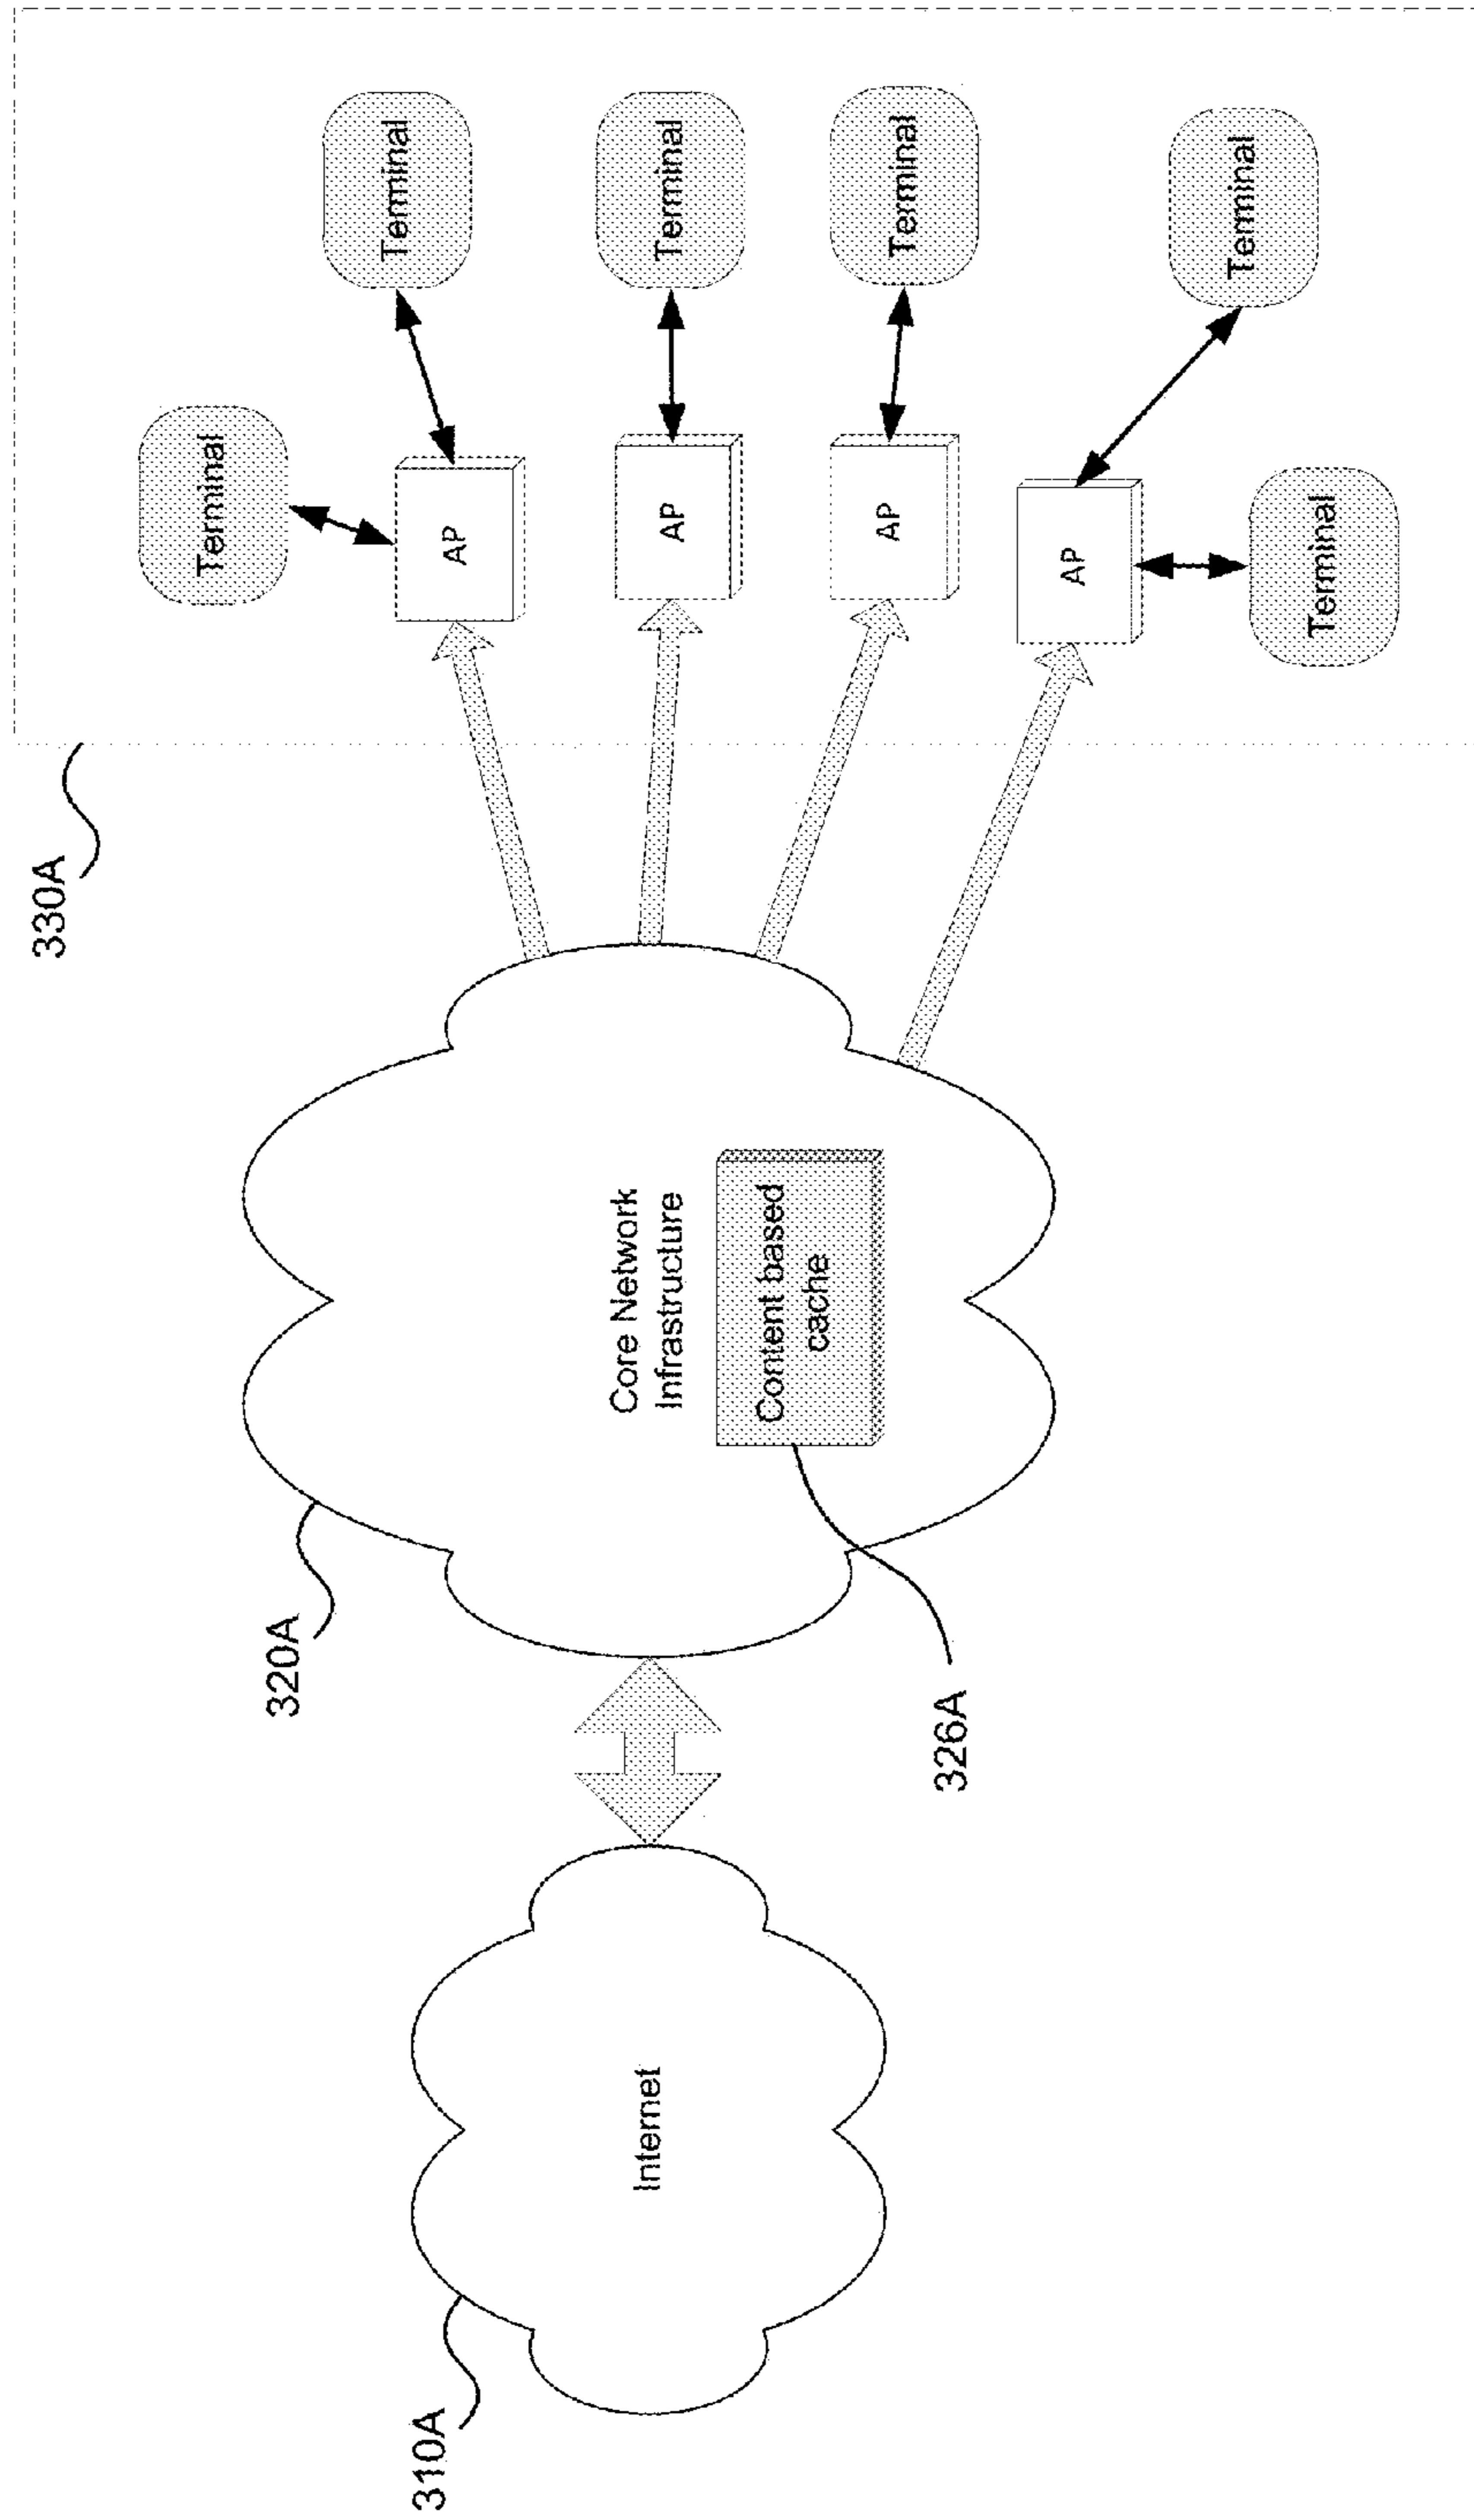 330A
Terminal
Terminal
AP
320A
Core Network
Infrastructure
AP
Terminal
310A
Internet
Content based
cache
AP
Terminal
326A
AP
Terminal
Terminal